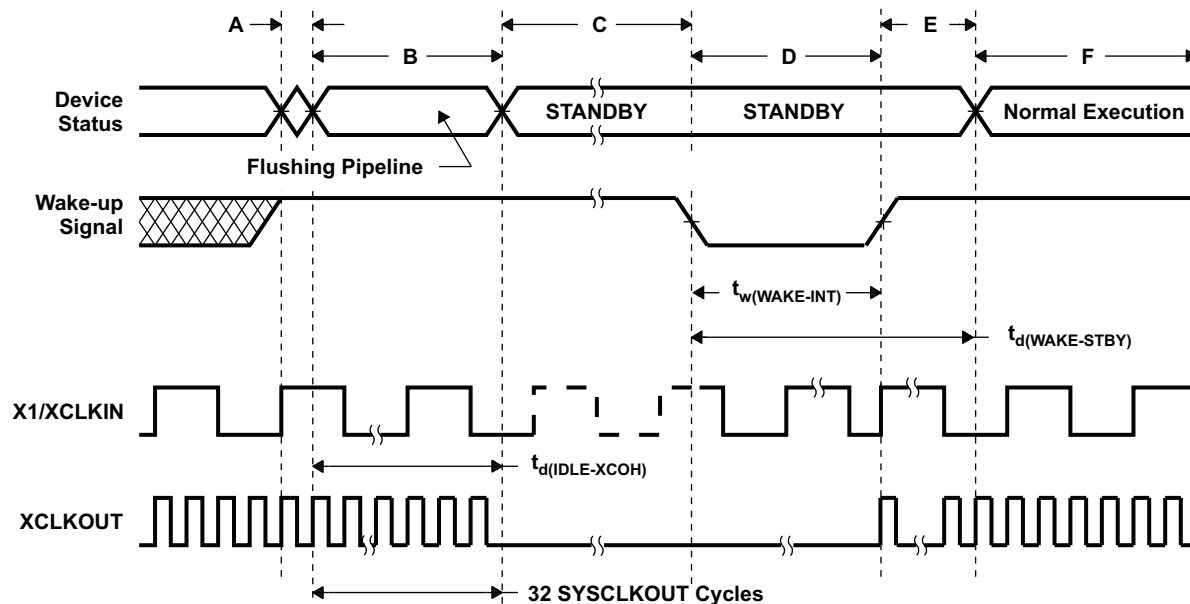 A
B
C
D
E
F
Device
Status
STANDBY
STANDBY
Normal Execution
Flushing Pipeline
Wake-up
Signal
tw(WAKE-INT)
td(WAKE-STBY)
X1/XCLKIN
td(IDLE-XCOH)
XCLKOUT
32 SYSCLKOUT Cycles